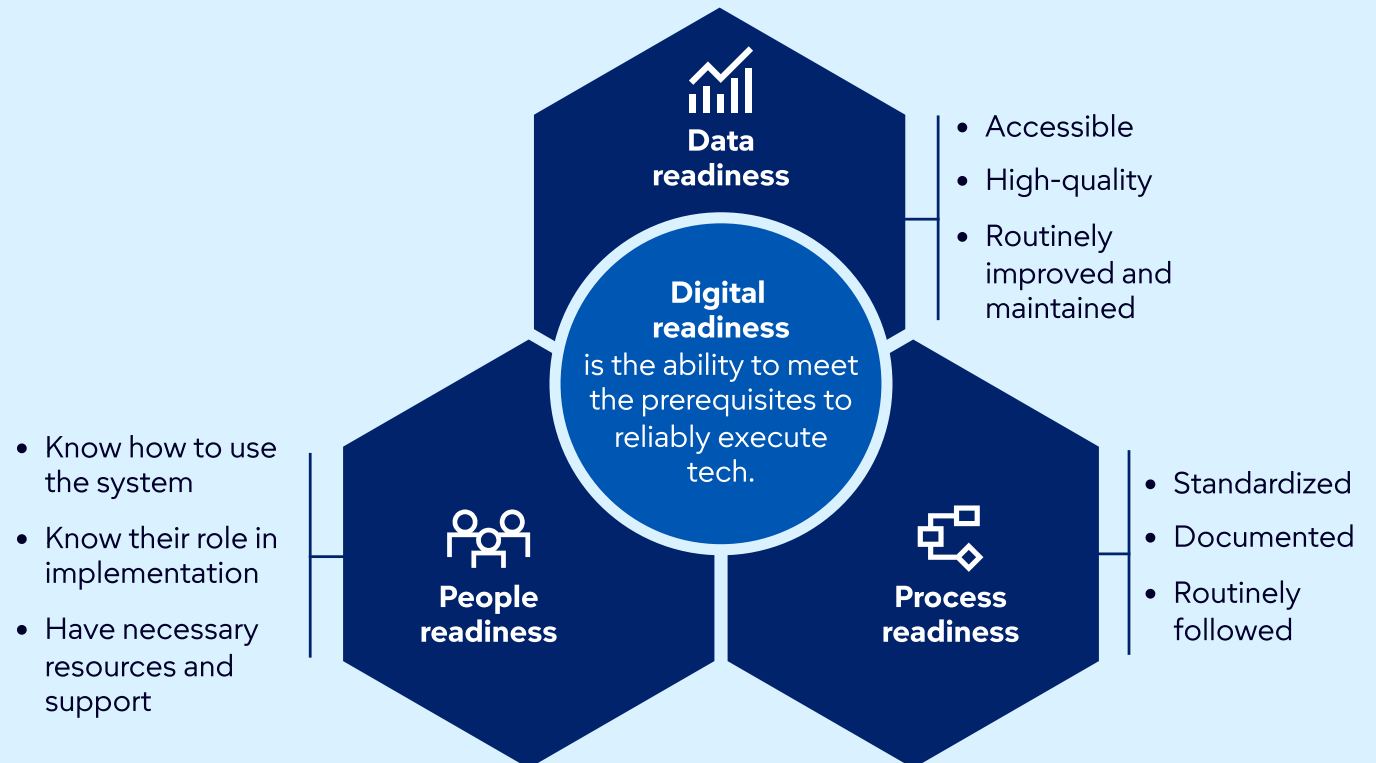 Data
readiness
• Accessible
• High-quality
• Routinely
improved and
maintained
Digital
readiness
is the ability to meet
the prerequisites to
reliably execute
tech.
• Know how to use
the system
• Know their role in
implementation
• Have necessary
resources and
support
People
readiness
Process
readiness
• Standardized
• Documented
• Routinely
followed